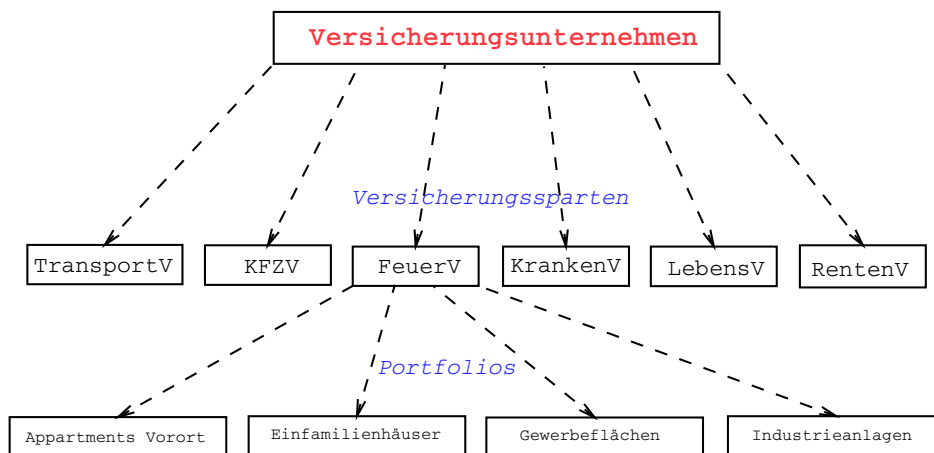 Versicherungsunternehmen
Versicherungssparten
TransportV
KFZV
FeuerV
KrankenV
LebensV
RentenV
Portfolios
Appartments Vorort
Einfamilienhäuser
Gewerbeflächen
Industrieanlagen